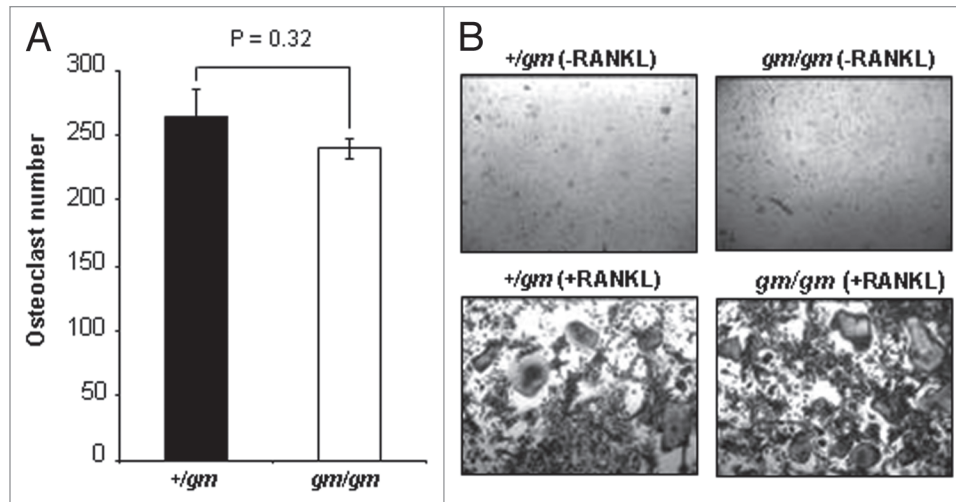 A
P = 0.32
Osteoclast number
300
250
200
150
100
50
0
+/gm
gm/gm
B
+/gm (-RANKL)
gm/gm (-RANKL)
+/gm (+RANKL)
gm/gm (+RANKL)